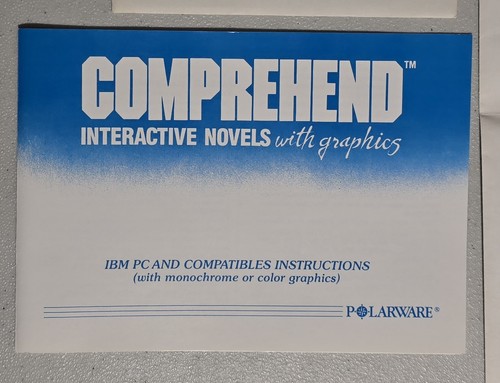 COMPREHEND™
INTERACTIVE NOVELS with graphics
IBM PC AND COMPATIBLES INSTRUCTIONS
(with monochrome or color graphics)
POLARWARE®